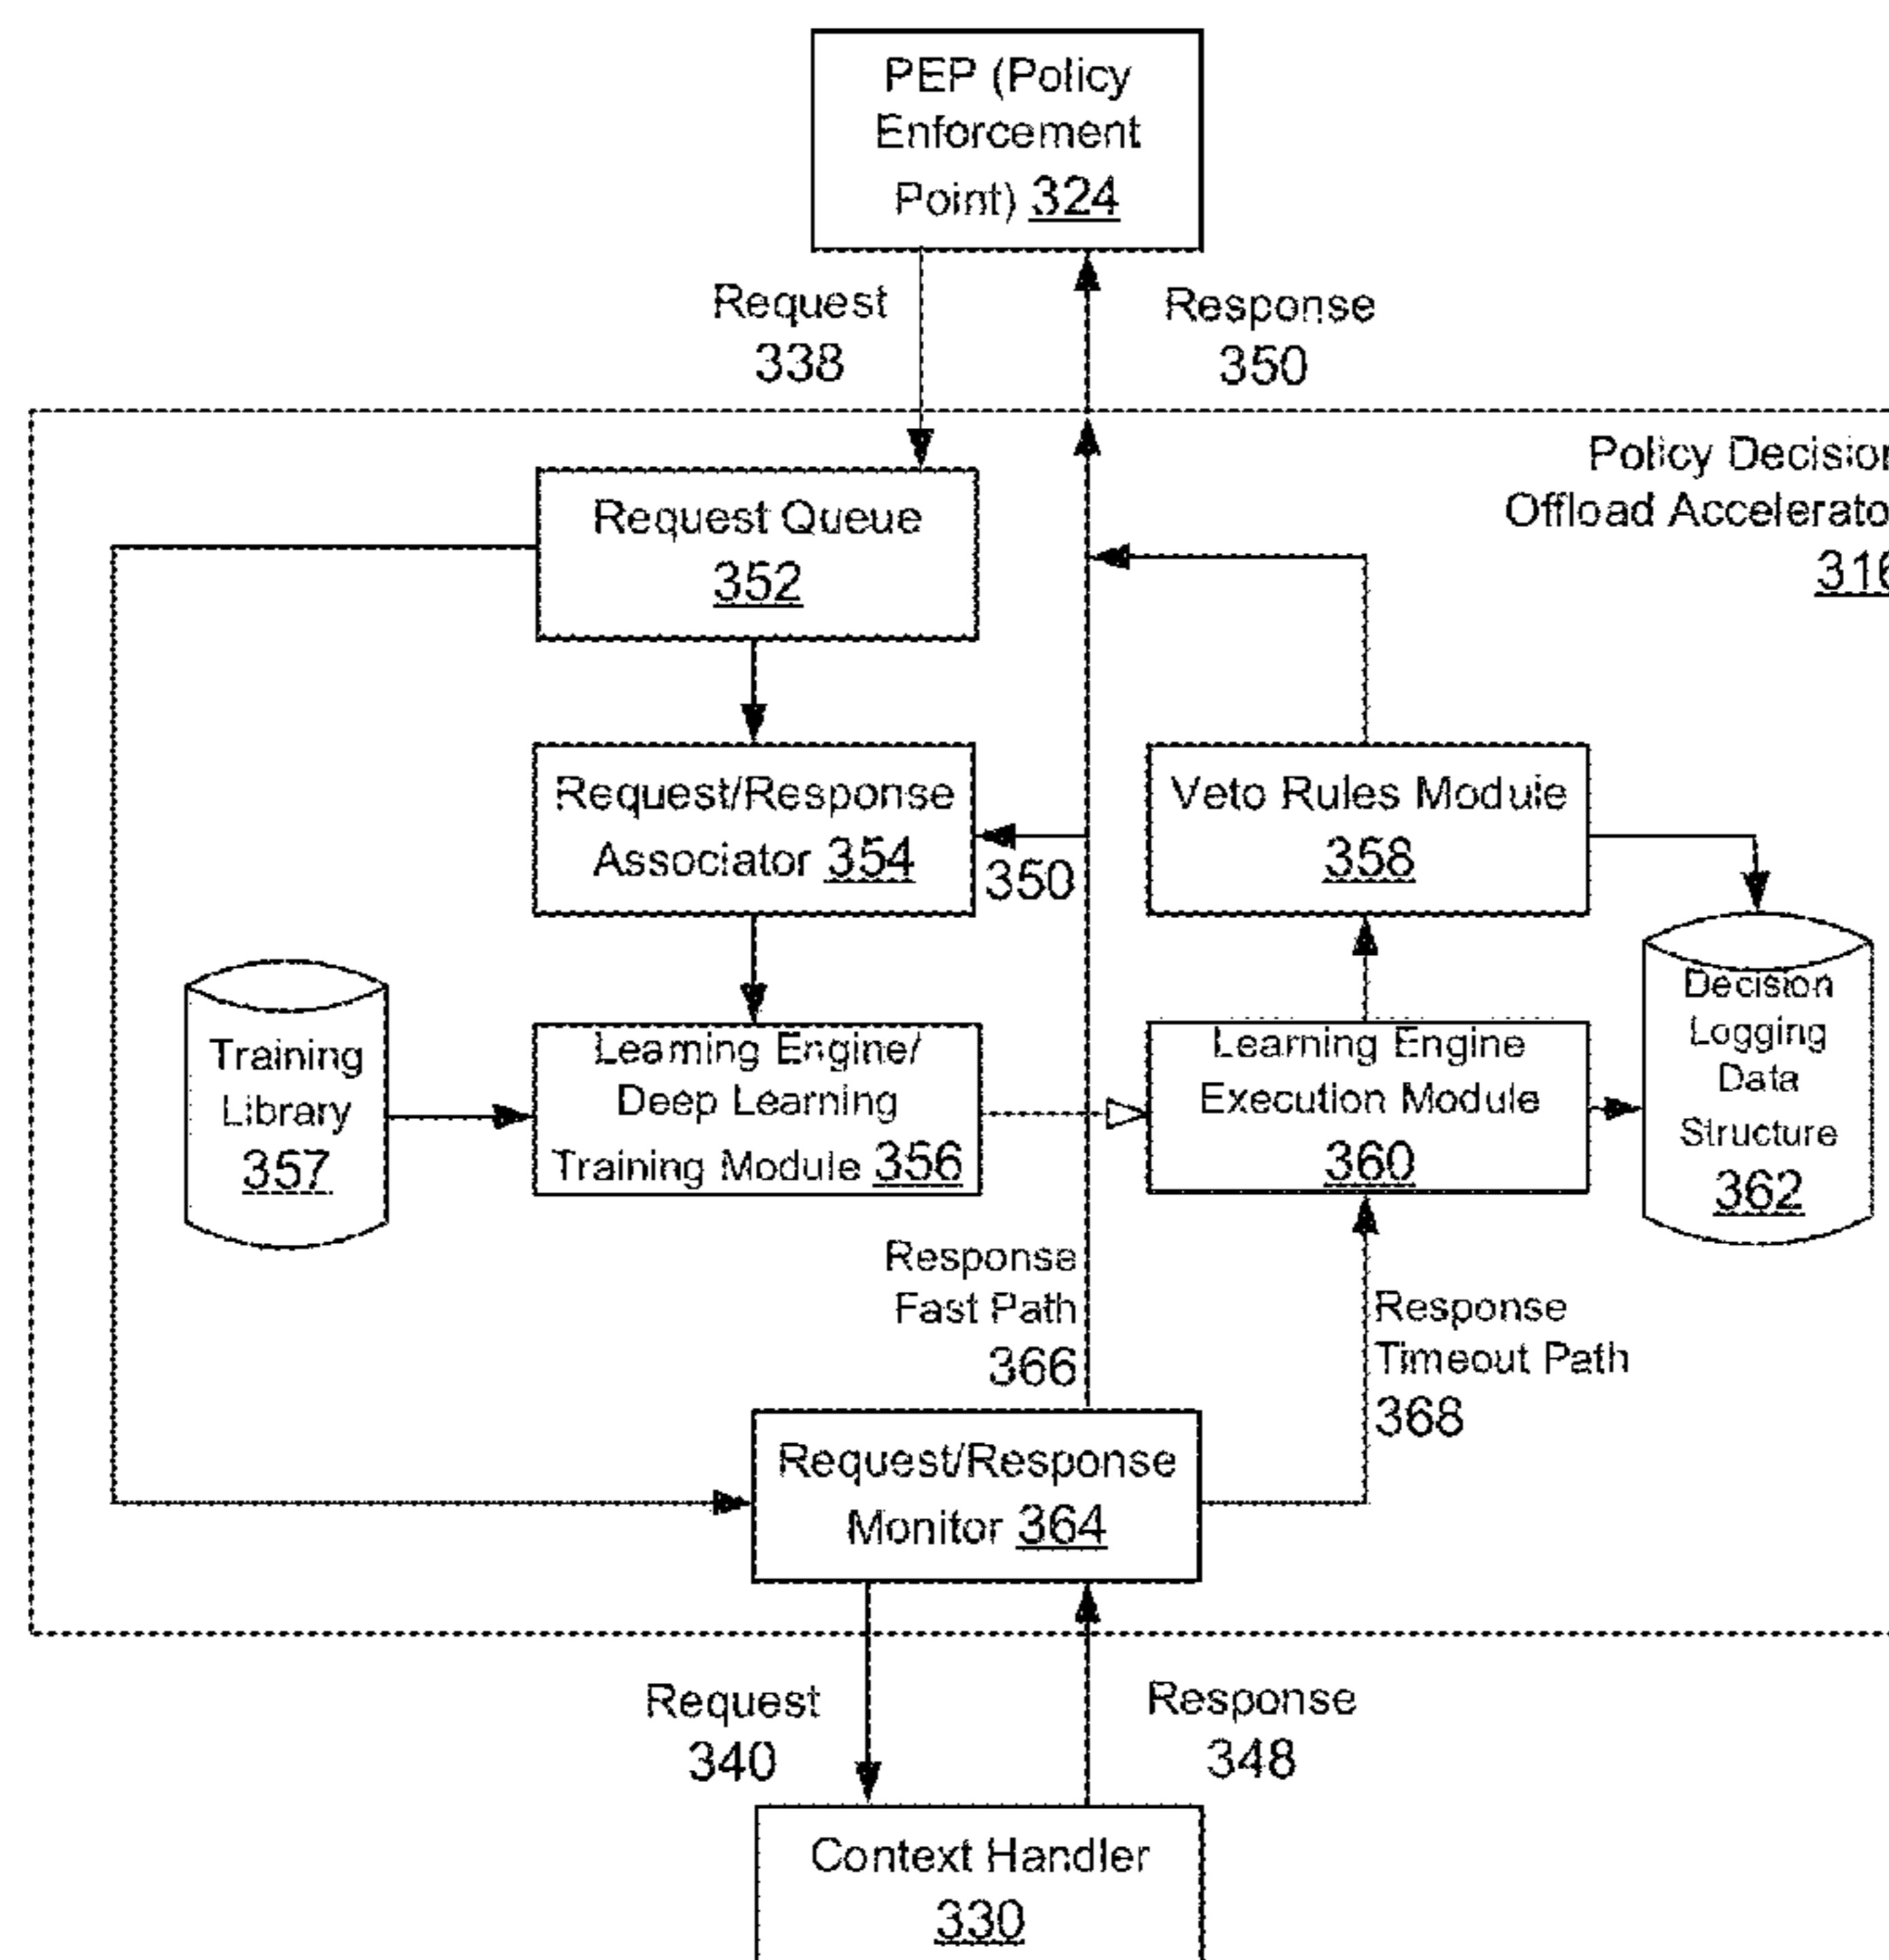 PEP (Policy
Enforcement
Point) 324
Request
338
Response
350
Policy Decision
Offload Accelerator
316
Request Queue
352
Request/Response
Associator 354
350
Veto Rules Module
358
Training
Library
357
Learning Engine/
Deep Learning
Training Module 356
Learning Engine
Execution Module
360
Decision
Logging
Data
Structure
362
Response
Fast Path
366
Response
Timeout Path
368
Request/Response
Monitor 364
Request
340
Response
348
Context Handler
330